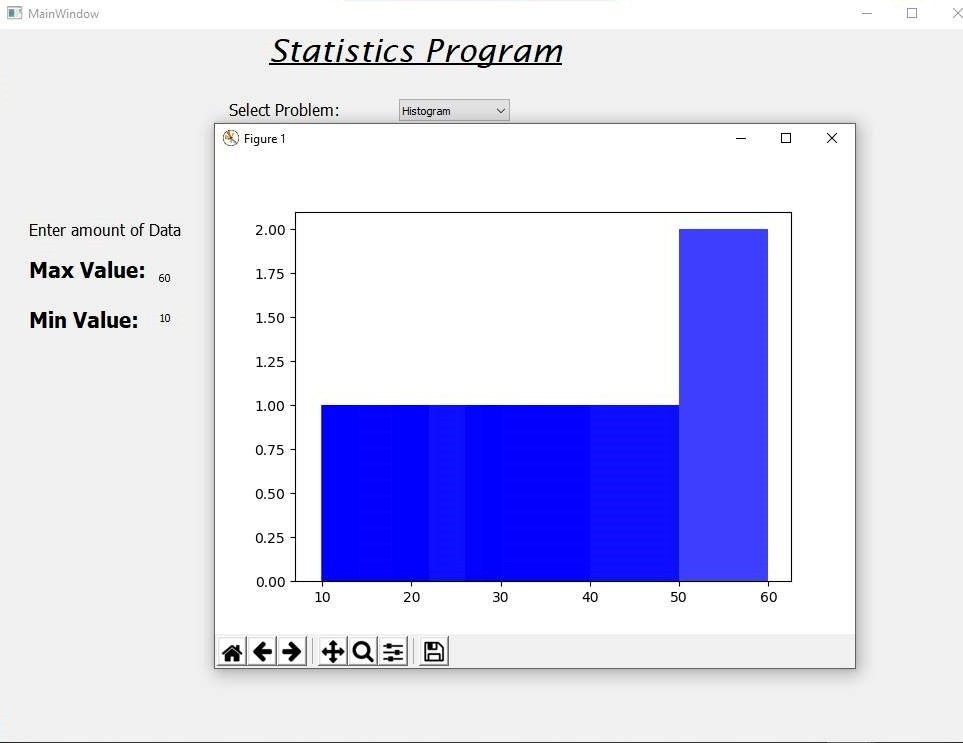 MainWindow
Statistics Program
Select Problem:
Histogram
Figure 1
Enter amount of Data
Max Value: 60
Min Value: 10
2.00
1.75
1.50
1.25
1.00
0.75
0.50
0.25
0.00
10 20 30 40 50 60